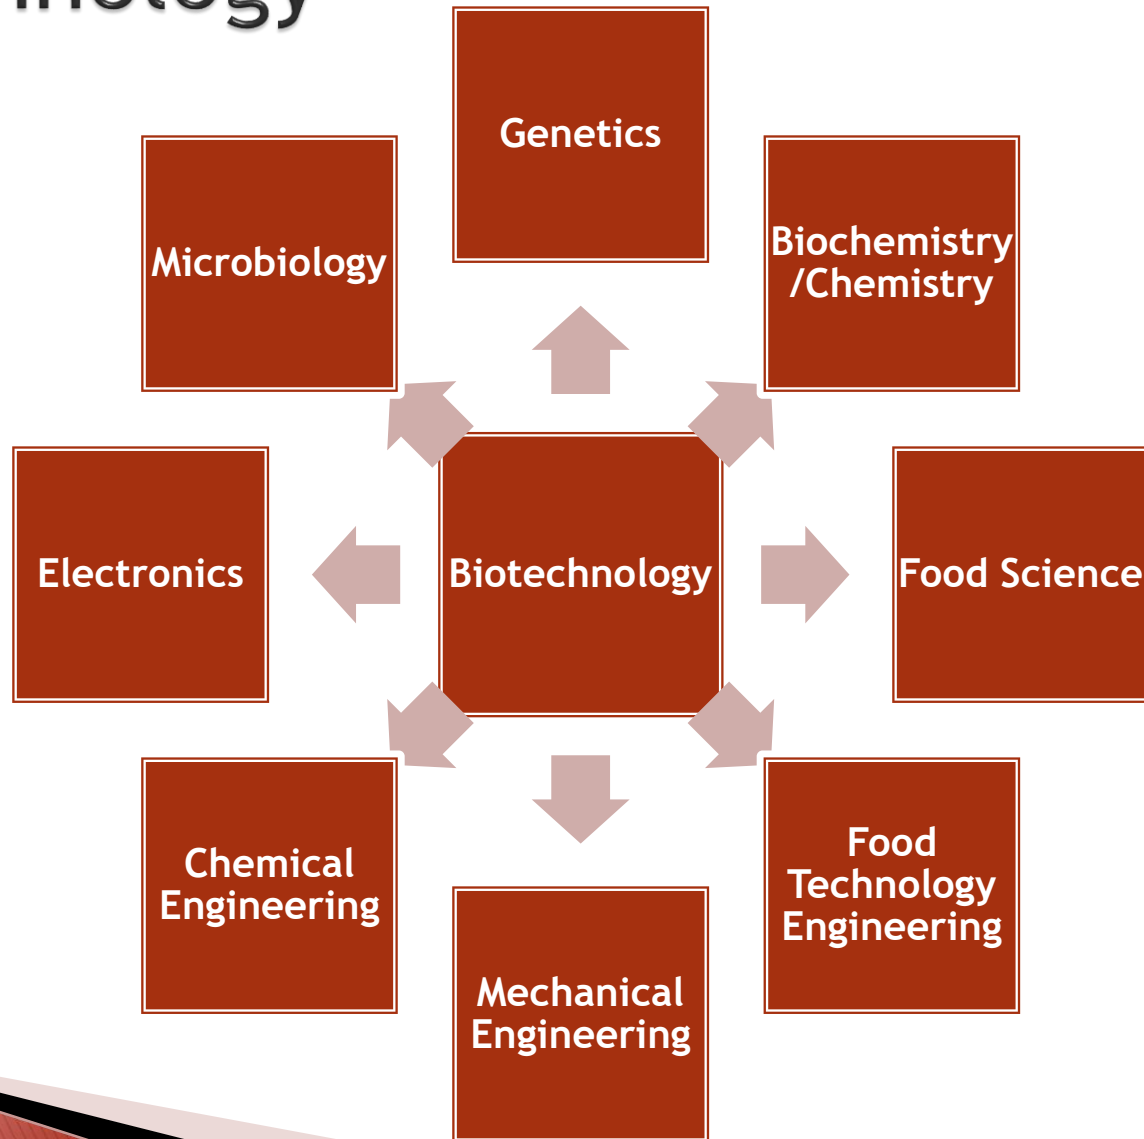 Genetics
Biochemistry
/Chemistry
Microbiology
Electronics
Biotechnology
Food Science
Chemical
Engineering
Food
Technology
Engineering
Mechanical
Engineering